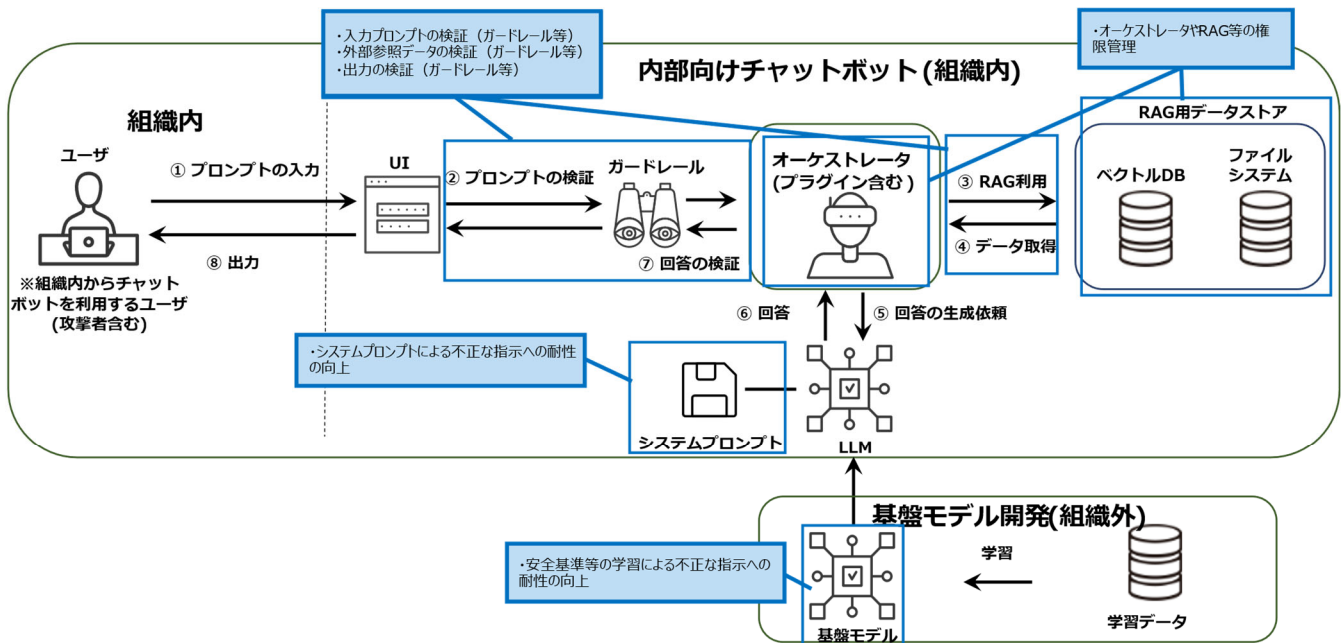 ・入力プロンプトの検証（ガードレール等）
・外部参照データの検証（ガードレール等）
・出力の検証（ガードレール等）
・オーケストレータやRAG等の権
限管理
内部向けチャットボット(組織内)
組織内
RAG用データストア
ユーザ
① プロンプトの入力
UI
② プロンプトの検証
ガードレール
オーケストレータ
(プラグイン含む)
③ RAG利用
ベクトルDB
ファイル
システム
⑧ 出力
⑦ 回答の検証
④ データ取得
※組織内からチャット
ボットを利用するユーザ
(攻撃者含む)
⑥ 回答
⑤ 回答の生成依頼
・システムプロンプトによる不正な指示への耐性
の向上
システムプロンプト
LLM
基盤モデル開発(組織外)
・安全基準等の学習による不正な指示への
耐性の向上
学習
基盤モデル
学習データ